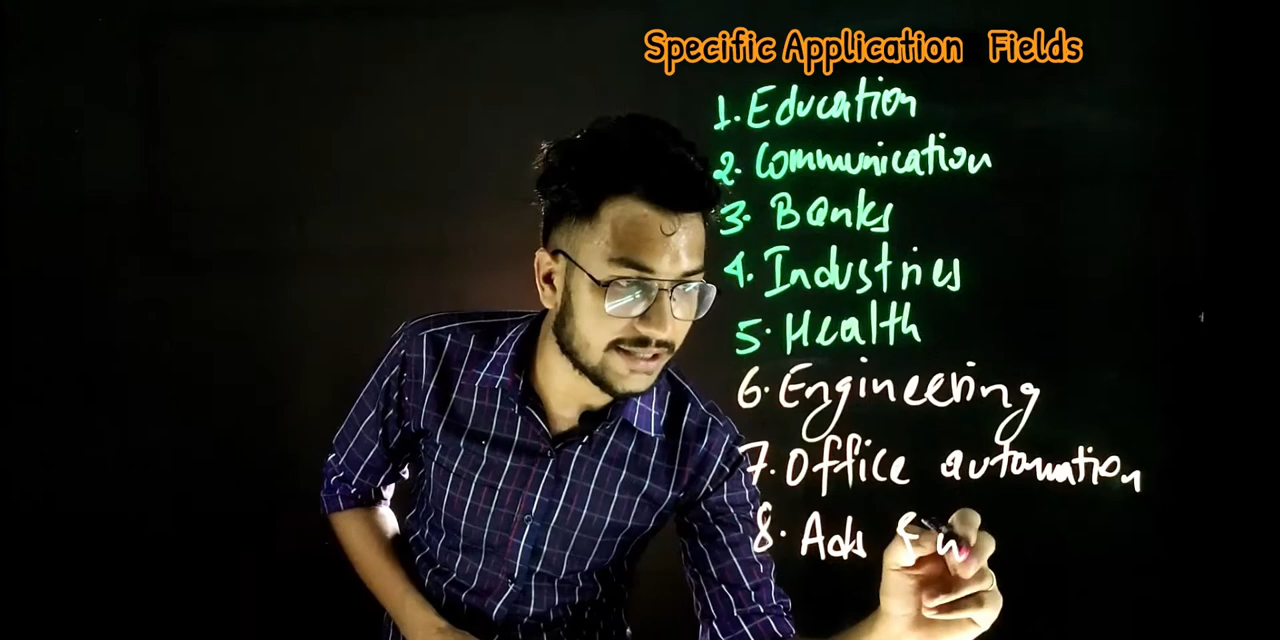 Specific Application Fields
1. Education
2. Communication
3. Banks
4. Industries
5. Health
6. Engineering
7. Office automation
8. Ads &